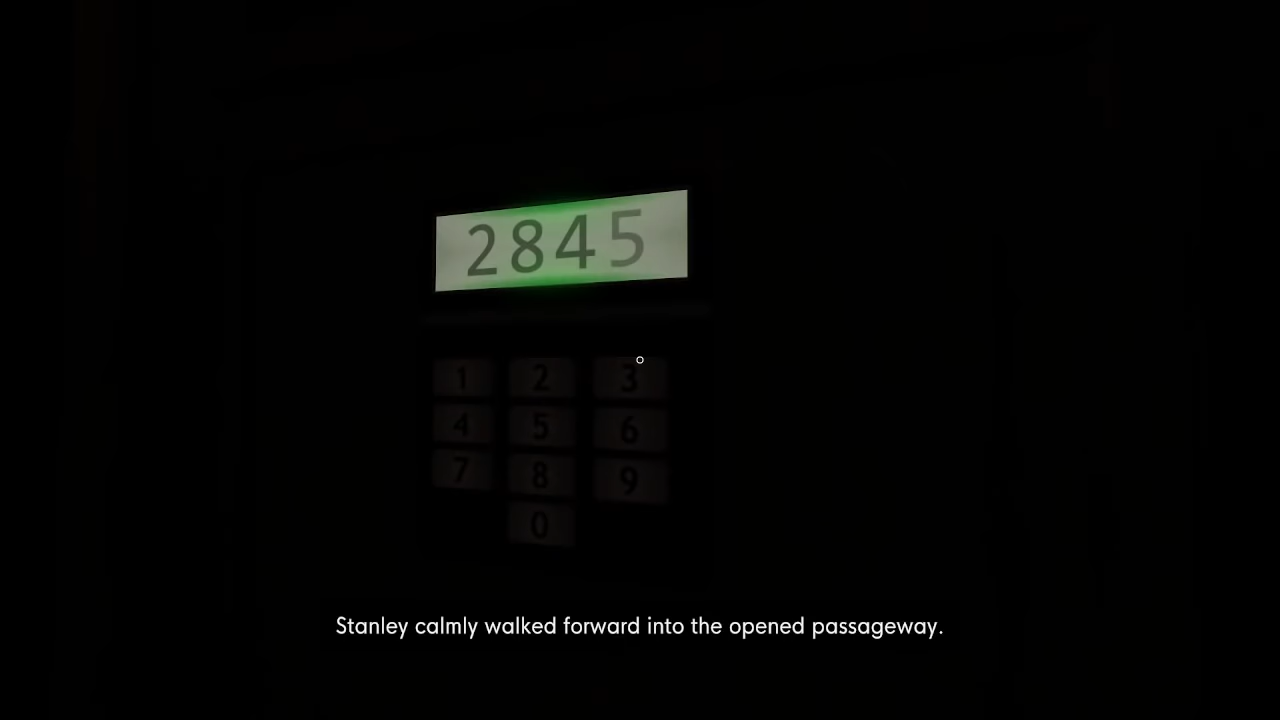 2845
1 2 3
4 5 6
7 8 9
0
Stanley calmly walked forward into the opened passageway.